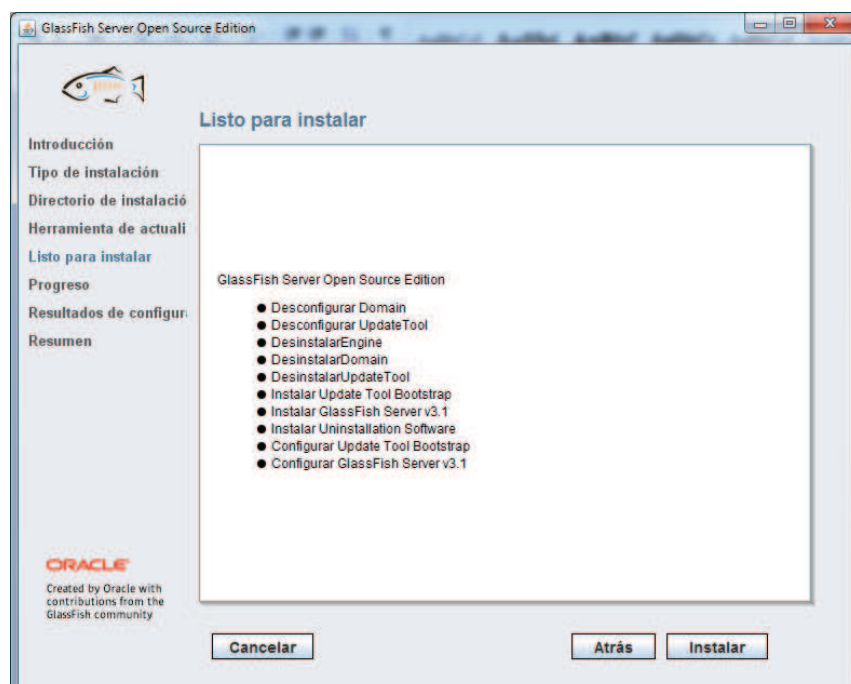 GlassFish Server Open Source Edition
Listo para instalar
Introducción
Tipo de instalación
Directorio de instalació
Herramienta de actuali
Listo para instalar
Progreso
Resultados de configur
Resumen
GlassFish Server Open Source Edition
● Desconfigurar Domain
● Desconfigurar UpdateTool
● DesinstalarEngine
● DesinstalarDomain
● DesinstalarUpdateTool
● Instalar Update Tool Bootstrap
● Instalar GlassFish Server v3.1
● Instalar Uninstallation Software
● Configurar Update Tool Bootstrap
● Configurar GlassFish Server v3.1
ORACLE
Created by Oracle with
contributions from the
GlassFish community
Cancelar
Atrás
Instalar